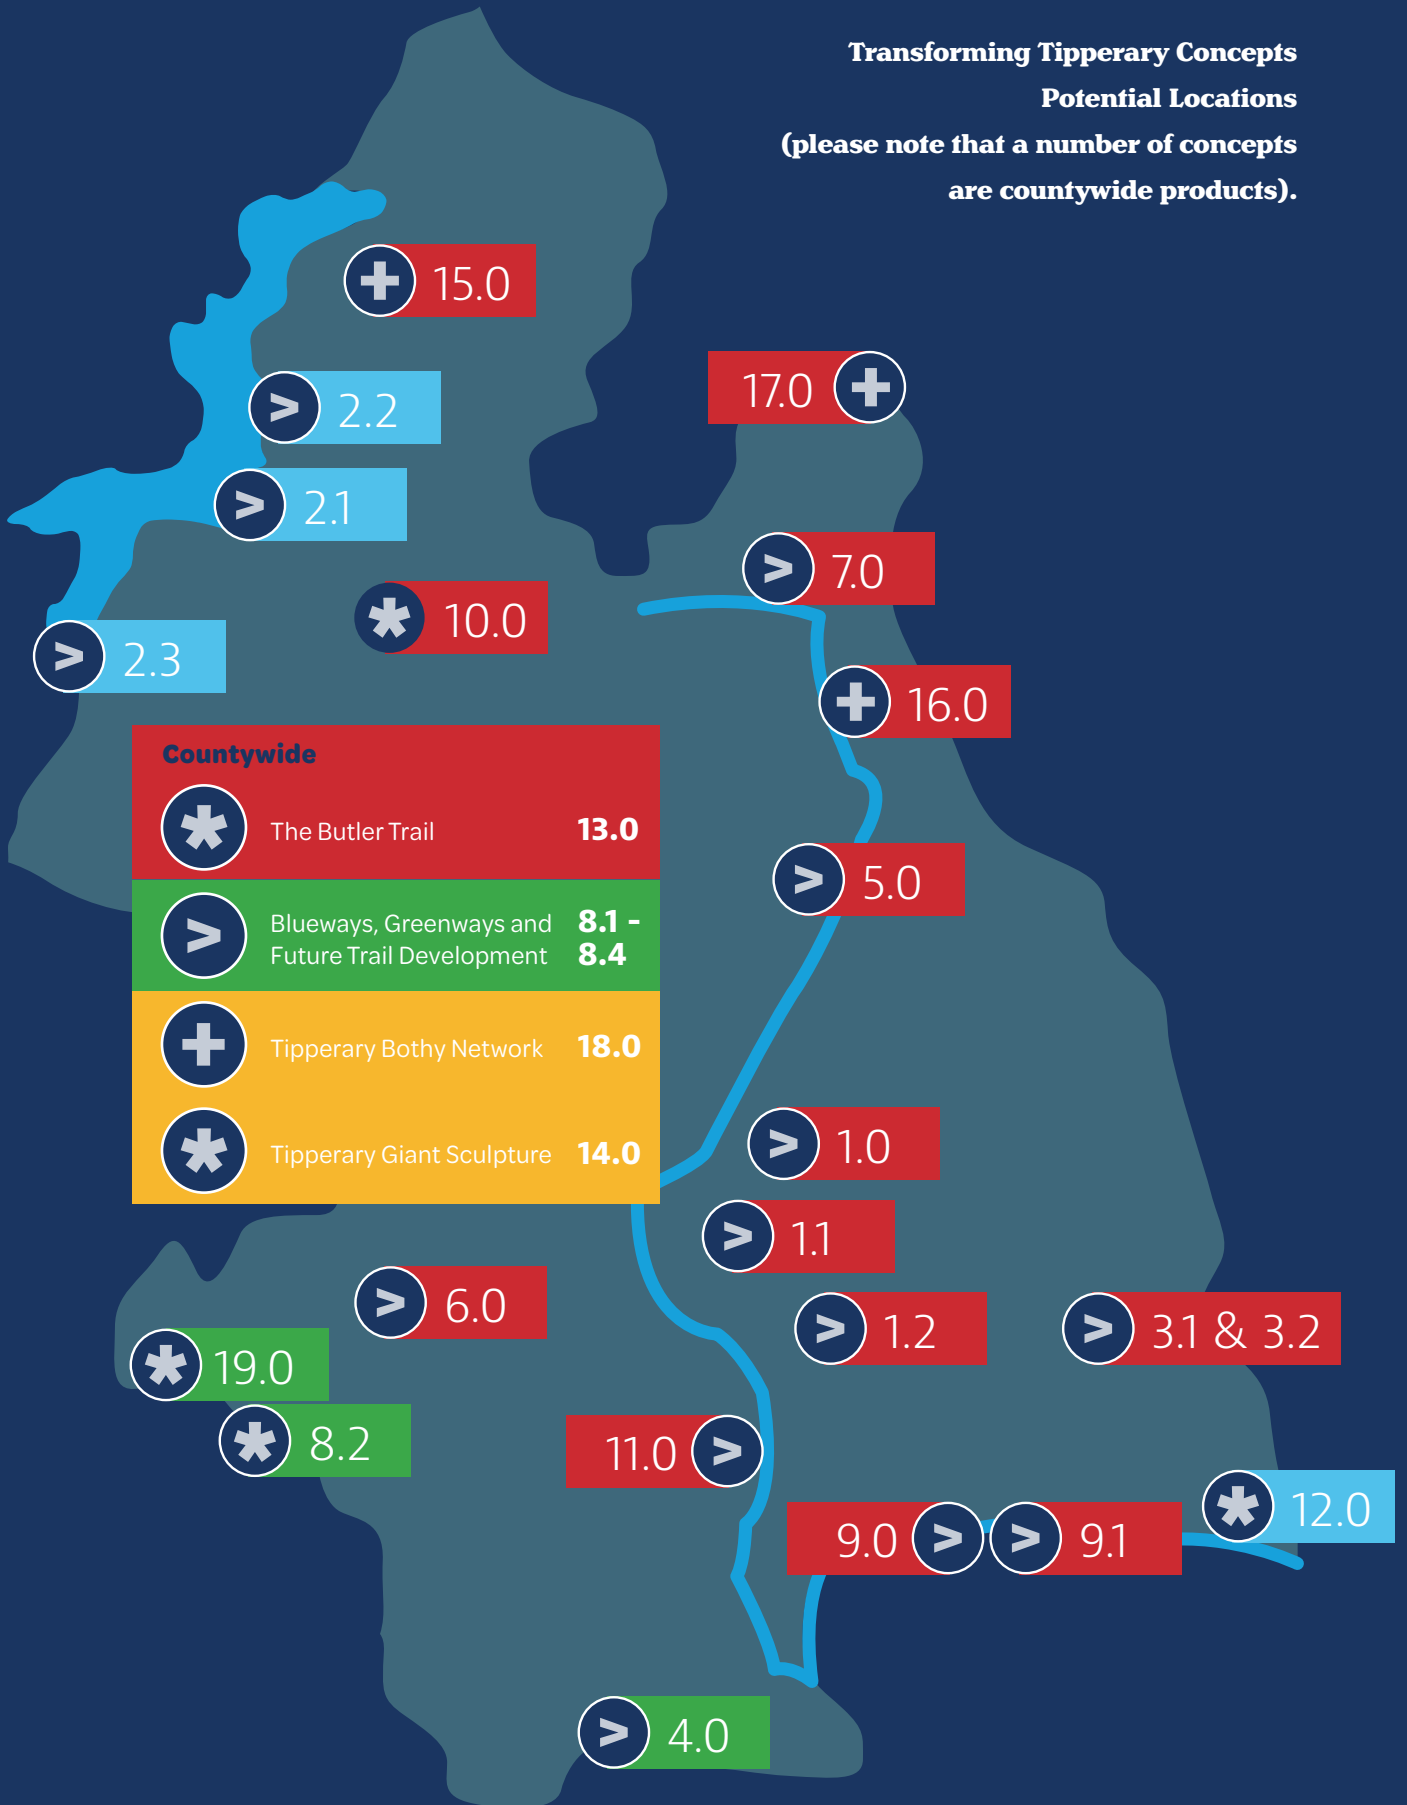 Transforming Tipperary Concepts
Potential Locations
(please note that a number of concepts
are countywide products).
15.0
17.0
2.2
2.1
7.0
10.0
2.3
16.0
Countywide
The Butler Trail 13.0
Blueways, Greenways and 8.1 -
Future Trail Development 8.4
Tipperary Bothy Network 18.0
Tipperary Giant Sculpture 14.0
5.0
1.0
1.1
6.0
1.2
3.1 & 3.2
19.0
8.2
11.0
12.0
9.0
9.1
4.0